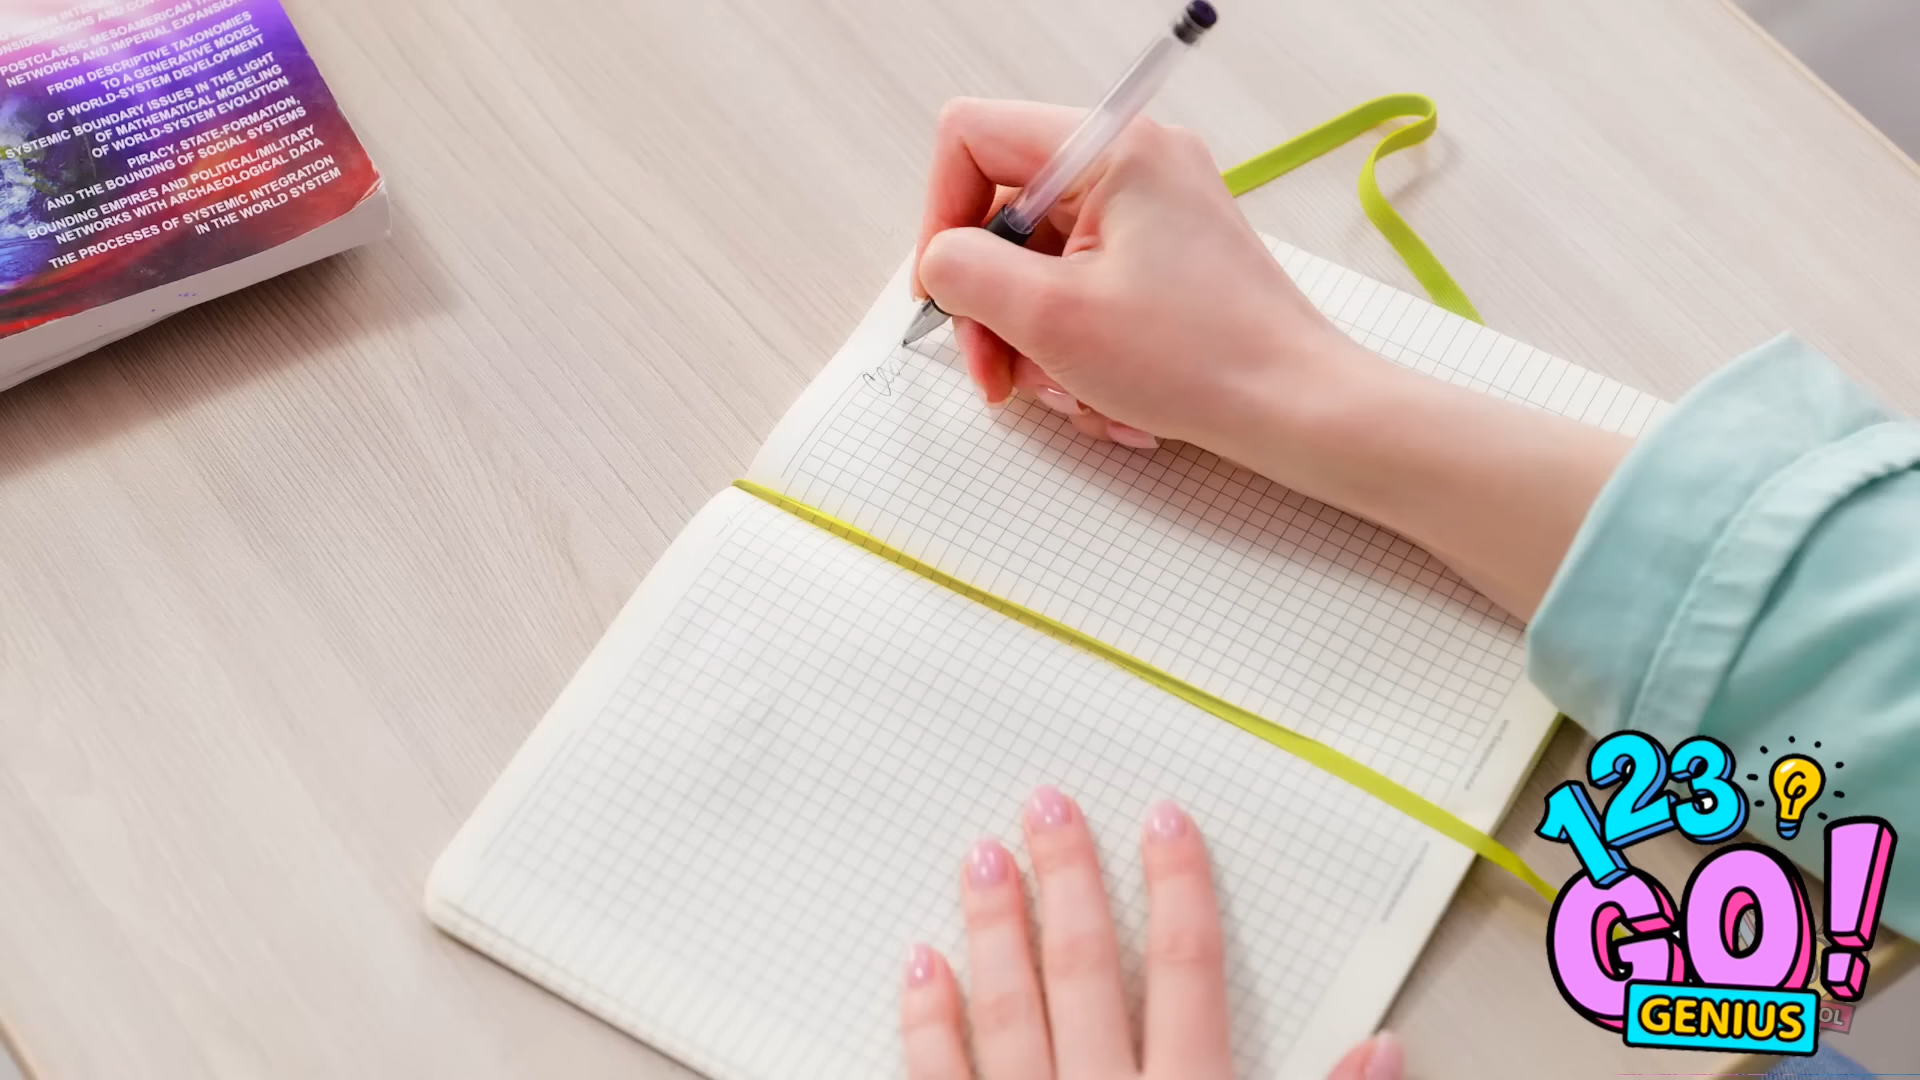 POSTCLASSIC MESOAMERICAN
NETWORKS AND IMPERIAL EXPANSION
FROM DESCRIPTIVE TAXONOMIES
TO A GENERATIVE MODEL
OF WORLD-SYSTEM DEVELOPMENT
SYSTEMIC BOUNDARY ISSUES IN THE LIGHT
OF MATHEMATICAL MODELING
OF WORLD-SYSTEM EVOLUTION
PIRACY, STATE-FORMATION,
AND THE BOUNDING OF SOCIAL SYSTEMS
BOUNDING EMPIRES AND POLITICAL/MILITARY
NETWORKS WITH ARCHAEOLOGICAL DATA
THE PROCESSES OF SYSTEMIC INTEGRATION
IN THE WORLD SYSTEM
123
GO!
GENIUS